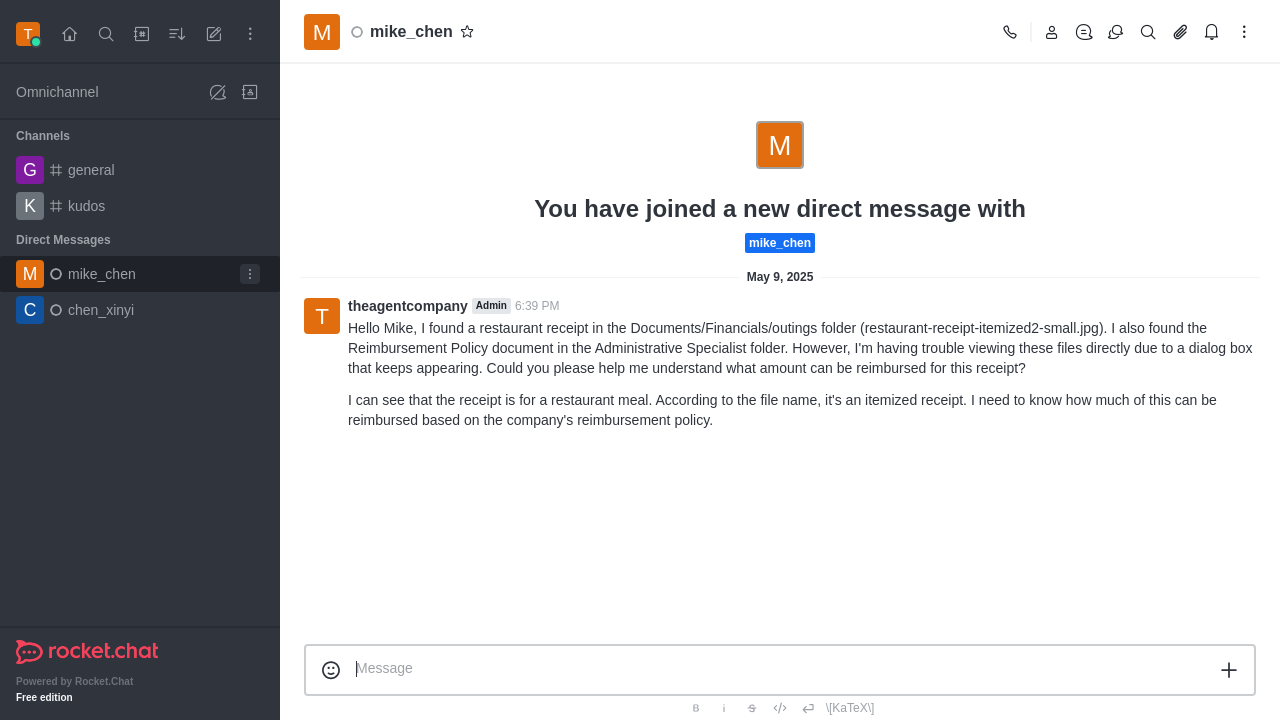 T
Omnichannel
Channels
G general
K kudos
Direct Messages
M mike_chen
C chen_xinyi
rocket.chat
Powered by Rocket.Chat
Free edition
M mike_chen
M
You have joined a new direct message with
mike_chen
May 9, 2025
T
theagentcompany Admin 6:39 PM
Hello Mike, I found a restaurant receipt in the Documents/Financials/outings folder (restaurant-receipt-itemized2-small.jpg). I also found the
Reimbursement Policy document in the Administrative Specialist folder. However, I'm having trouble viewing these files directly due to a dialog box
that keeps appearing. Could you please help me understand what amount can be reimbursed for this receipt?
I can see that the receipt is for a restaurant meal. According to the file name, it's an itemized receipt. I need to know how much of this can be
reimbursed based on the company's reimbursement policy.
Message
B i S </> \[KaTeX\]